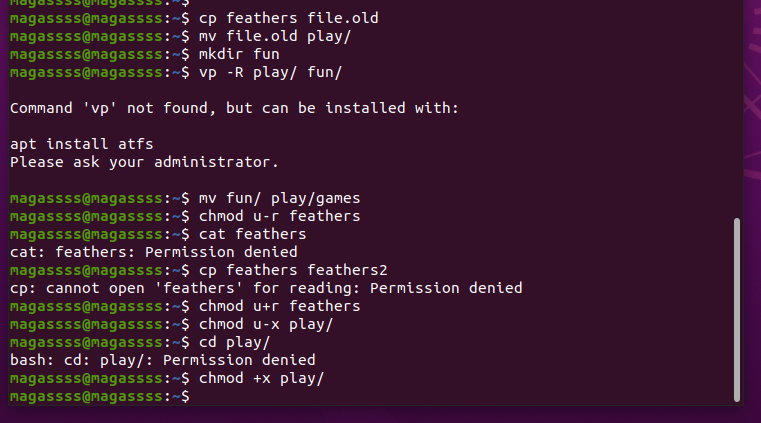 magassss@magassss:~$
magassss@magassss:~$ cp feathers file.old
magassss@magassss:~$ mv file.old play/
magassss@magassss:~$ mkdir fun
magassss@magassss:~$ vp -R play/ fun/
Command 'vp' not found, but can be installed with:
apt install atfs
Please ask your administrator.
magassss@magassss:~$ mv fun/ play/games
magassss@magassss:~$ chmod u-r feathers
magassss@magassss:~$ cat feathers
cat: feathers: Permission denied
magassss@magassss:~$ cp feathers feathers2
cp: cannot open 'feathers' for reading: Permission denied
magassss@magassss:~$ chmod u+r feathers
magassss@magassss:~$ chmod u-x play/
magassss@magassss:~$ cd play/
bash: cd: play/: Permission denied
magassss@magassss:~$ chmod +x play/
magassss@magassss:~$